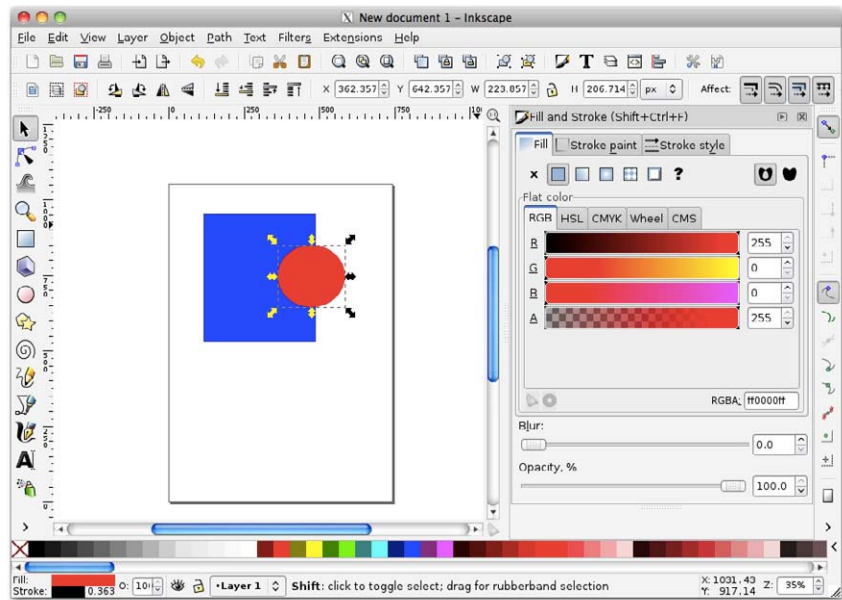 New document 1 – Inkscape
File Edit View Layer Object Path Text Filters Extensions Help
X 362.357 Y 642.357 W 223.857 H 206.714 px Affect:
Fill and Stroke (Shift+Ctrl+F)
Fill Stroke paint Stroke style
Flat color
RGB HSL CMYK Wheel CMS
R 255
G 0
B 0
A 255
RGBA: ff0000ff
Blur:
0.0
Opacity, %
100.0
Fill:
Stroke: 0.363 O: 10 Layer 1 Shift: click to toggle select; drag for rubberband selection X: 1031.43 Y: 917.14 Z: 35%